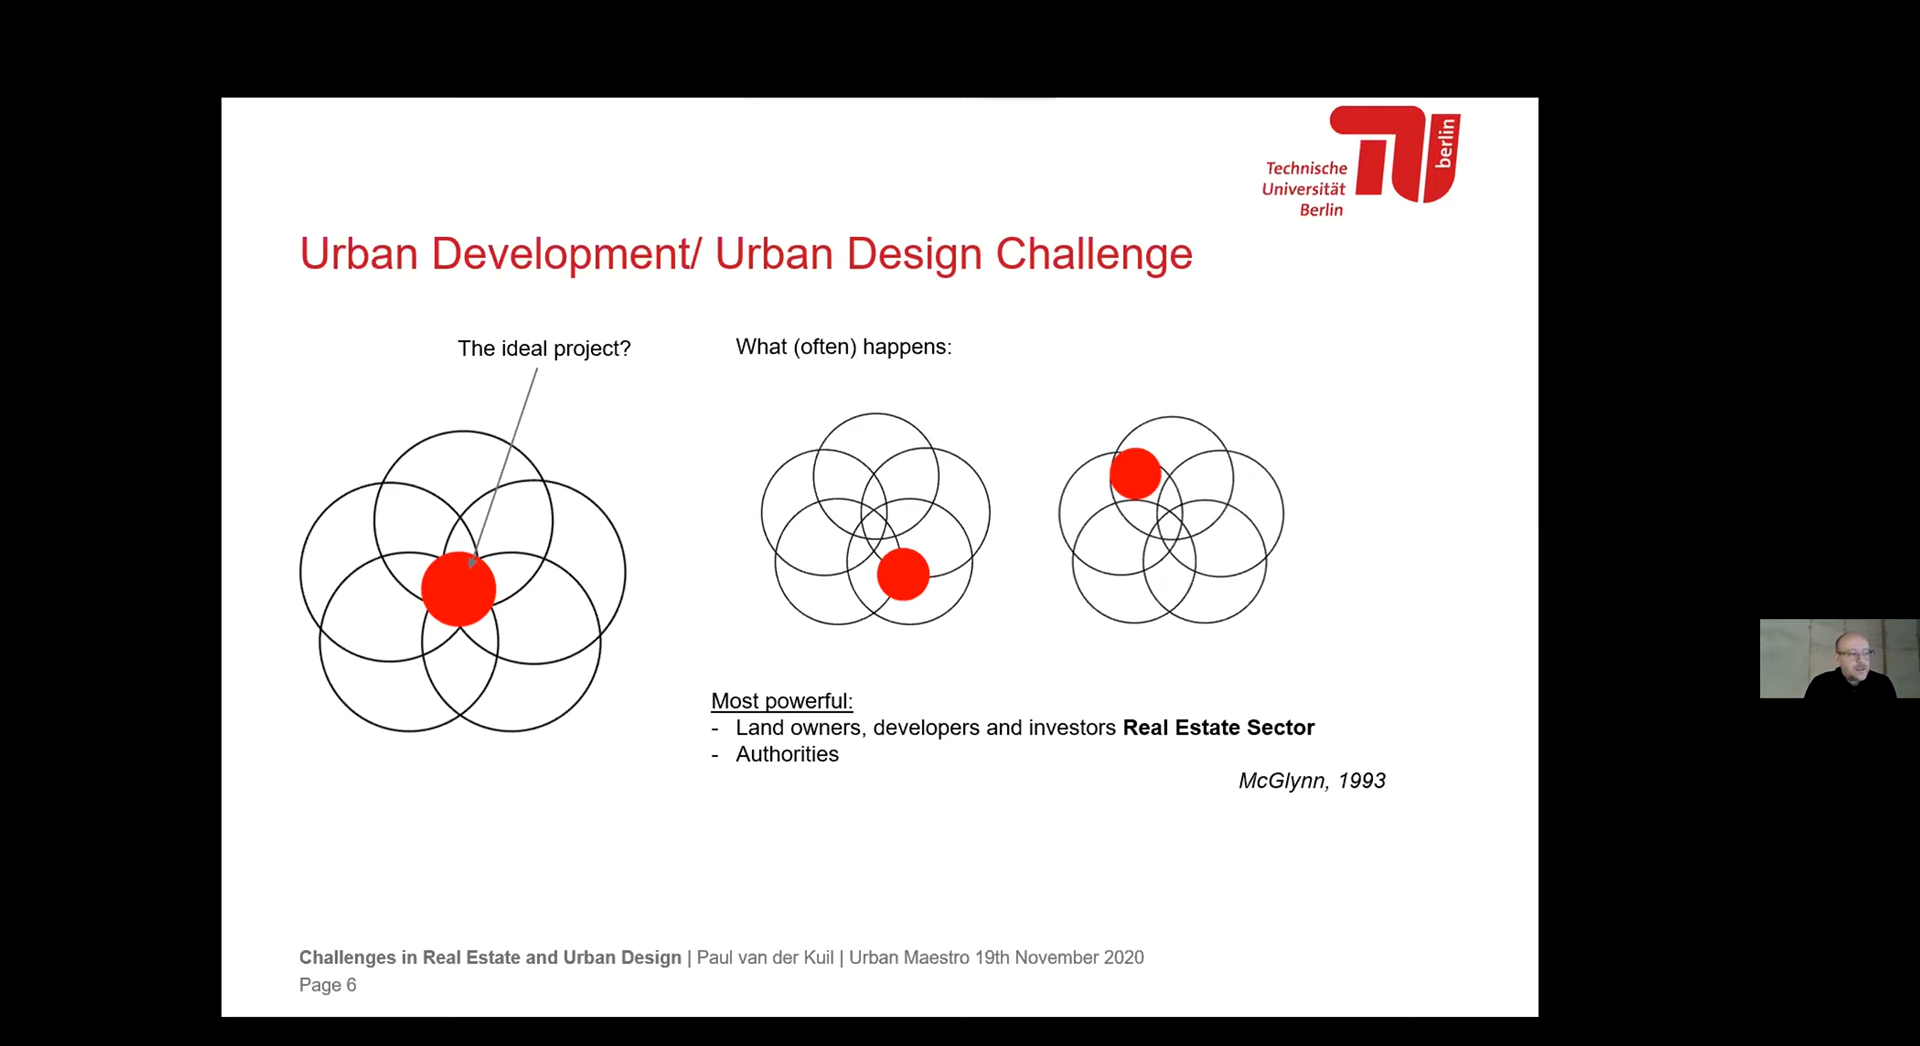 Technische
Universität
Berlin
berlin
Urban Development/ Urban Design Challenge
The ideal project?
What (often) happens:
Most powerful:
- Land owners, developers and investors Real Estate Sector
- Authorities
McGlynn, 1993
Challenges in Real Estate and Urban Design | Paul van der Kuil | Urban Maestro 19th November 2020
Page 6